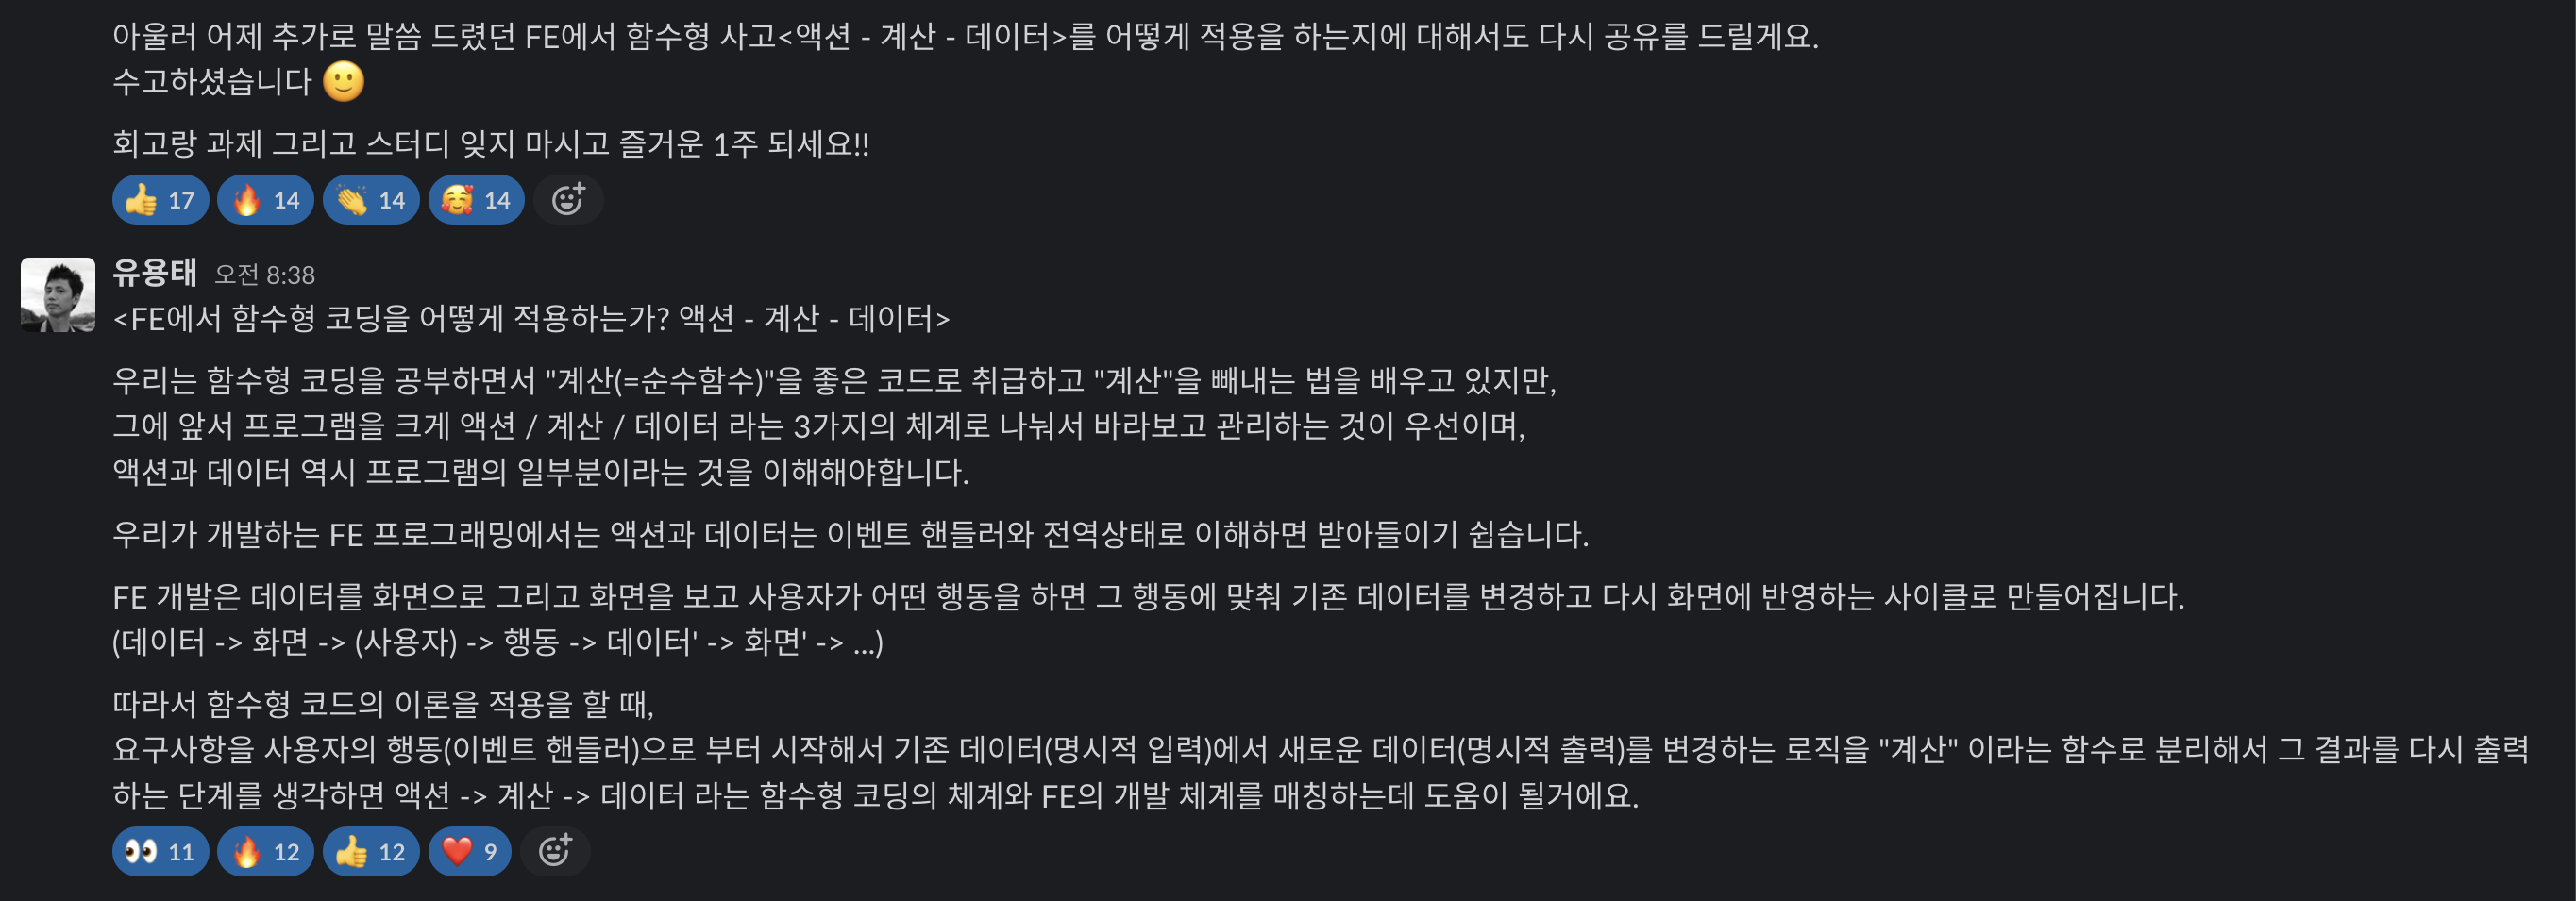 아울러 어제 추가로 말씀 드렸던 FE에서 함수형 사고<액션 - 계산 - 데이터>를 어떻게 적용을 하는지에 대해서도 다시 공유를 드릴게요.
수고하셨습니다 🙂
회고랑 과제 그리고 스터디 잊지 마시고 즐거운 1주 되세요!!
👍 17 🔥 14 👏 14 🥰 14
유용태 오전 8:38
<FE에서 함수형 코딩을 어떻게 적용하는가? 액션 - 계산 - 데이터>
우리는 함수형 코딩을 공부하면서 "계산(=순수함수)"을 좋은 코드로 취급하고 "계산"을 빼내는 법을 배우고 있지만,
그에 앞서 프로그램을 크게 액션 / 계산 / 데이터 라는 3가지의 체계로 나눠서 바라보고 관리하는 것이 우선이며,
액션과 데이터 역시 프로그램의 일부분이라는 것을 이해해야합니다.
우리가 개발하는 FE 프로그래밍에서는 액션과 데이터는 이벤트 핸들러와 전역상태로 이해하면 받아들이기 쉽습니다.
FE 개발은 데이터를 화면으로 그리고 화면을 보고 사용자가 어떤 행동을 하면 그 행동에 맞춰 기존 데이터를 변경하고 다시 화면에 반영하는 사이클로 만들어집니다.
(데이터 -> 화면 -> (사용자) -> 행동 -> 데이터' -> 화면' -> ...)
따라서 함수형 코드의 이론을 적용을 할 때,
요구사항을 사용자의 행동(이벤트 핸들러)으로 부터 시작해서 기존 데이터(명시적 입력)에서 새로운 데이터(명시적 출력)를 변경하는 로직을 "계산" 이라는 함수로 분리해서 그 결과를 다시 출력
하는 단계를 생각하면 액션 -> 계산 -> 데이터 라는 함수형 코딩의 체계와 FE의 개발 체계를 매칭하는데 도움이 될거에요.
👀 11 🔥 12 👍 12 ❤️ 9